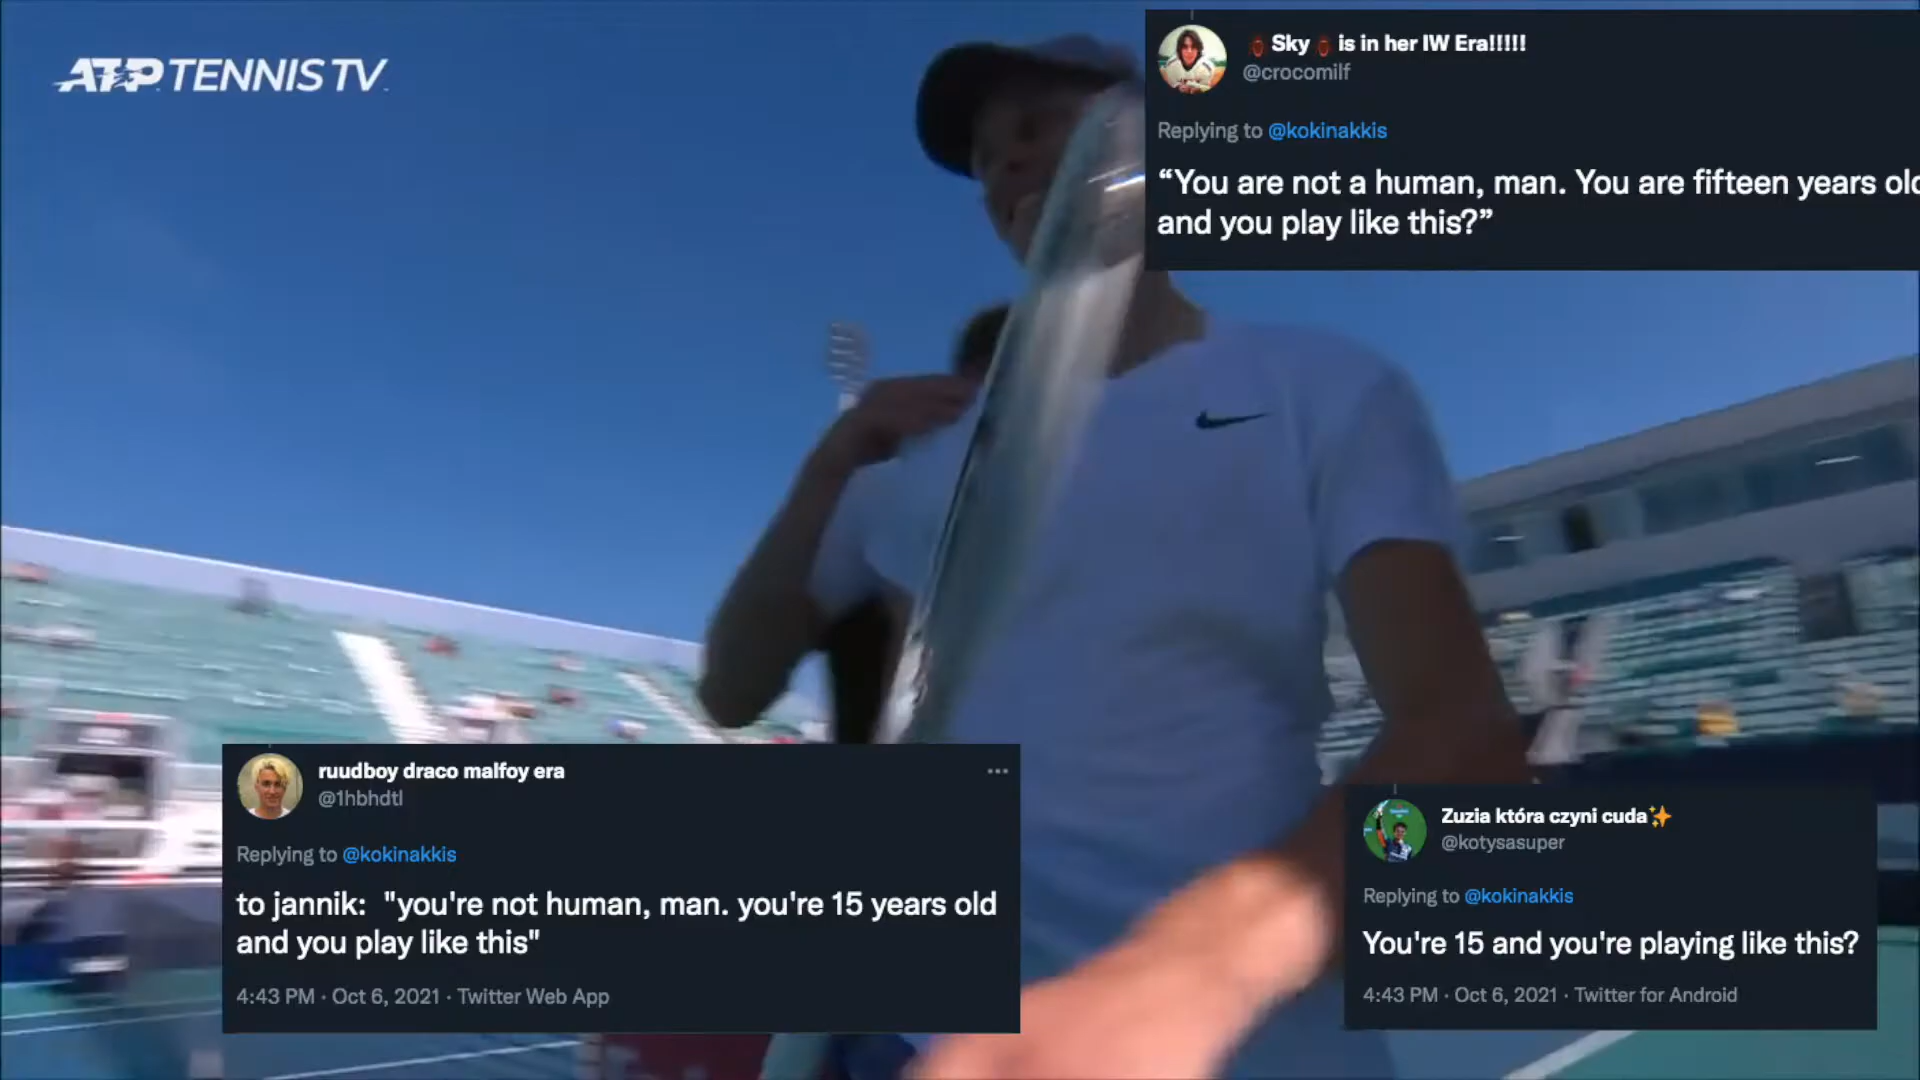 ATP TENNIS TV
Sky is in her IW Era!!!!!
@crocomilf
Replying to @kokinakkis
“You are not a human, man. You are fifteen years old
and you play like this?”
ruudboy draco malfoy era
@1hbhdtl
Replying to @kokinakkis
to jannik: "you're not human, man. you're 15 years old
and you play like this"
4:43 PM · Oct 6, 2021 · Twitter Web App
Zuzia która czyni cuda✨
@kotysasuper
Replying to @kokinakkis
You're 15 and you're playing like this?
4:43 PM · Oct 6, 2021 · Twitter for Android